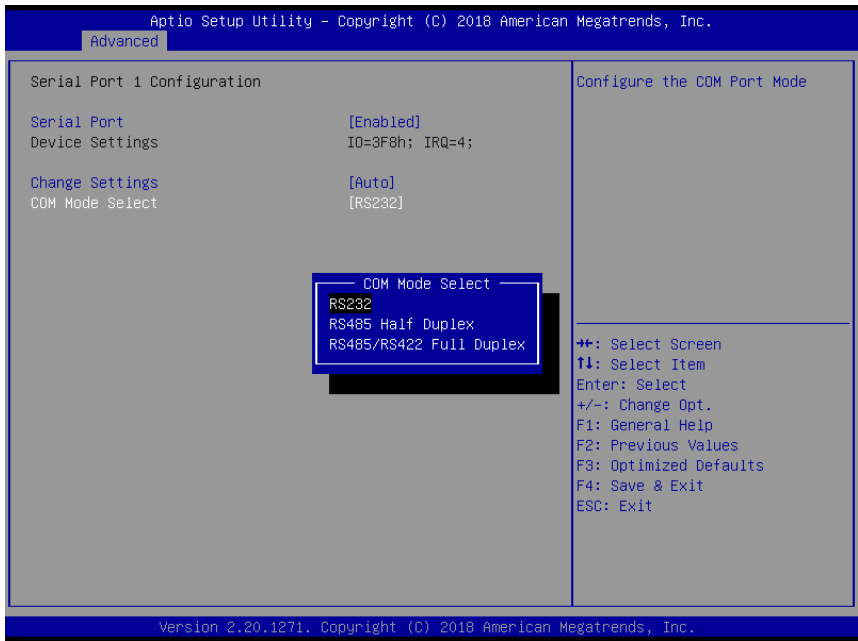 Aptio Setup Utility – Copyright (C) 2018 American Megatrends, Inc.
Advanced
Serial Port 1 Configuration
Serial Port [Enabled]
Device Settings IO=3F8h; IRQ=4;
Change Settings [Auto]
COM Mode Select [RS232]
COM Mode Select
RS232
RS485 Half Duplex
RS485/RS422 Full Duplex
Configure the COM Port Mode
→←: Select Screen
↑↓: Select Item
Enter: Select
+/-: Change Opt.
F1: General Help
F2: Previous Values
F3: Optimized Defaults
F4: Save & Exit
ESC: Exit
Version 2.20.1271. Copyright (C) 2018 American Megatrends, Inc.